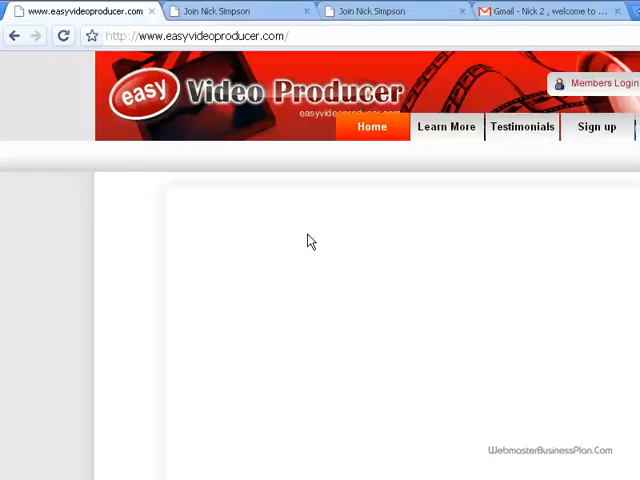 www.easyvideoproducer.com
Join Nick Simpson
Join Nick Simpson
Gmail - Nick 2 , welcome to ...
http://www.easyvideoproducer.com/
easy Video Producer
easyvideoproducer.com
Members Login
Home
Learn More
Testimonials
Sign up
WebmasterBusinessPlan.Com